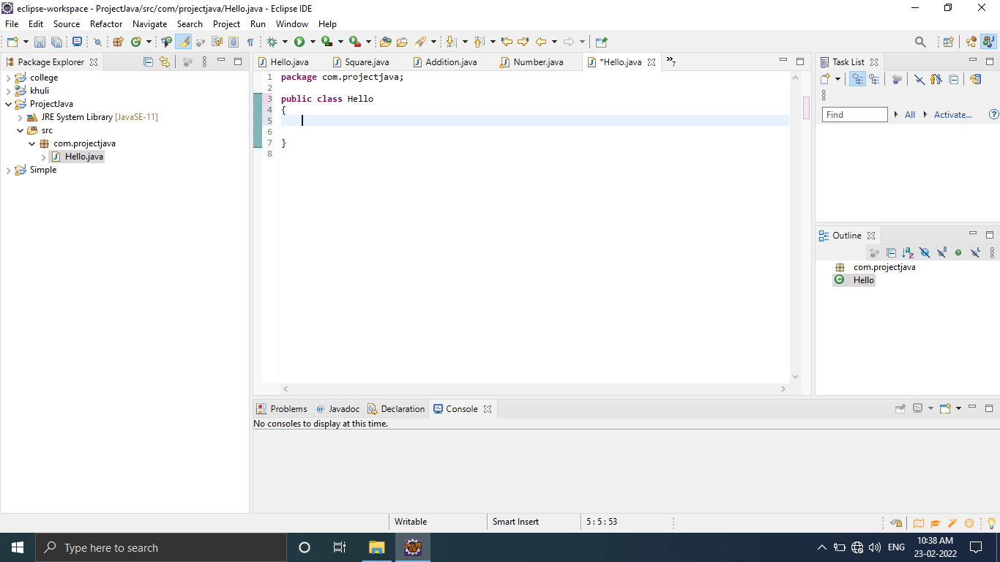 eclipse-workspace - ProjectJava/src/com/projectjava/Hello.java - Eclipse IDE
File Edit Source Refactor Navigate Search Project Run Window Help
Package Explorer
college
khuli
ProjectJava
JRE System Library [JavaSE-11]
src
com.projectjava
Hello.java
Simple
Hello.java Square.java Addition.java Number.java *Hello.java »7
1 package com.projectjava;
2
3 public class Hello
4 {
5
6
7 }
8
Task List
Find All Activate...
Outline
com.projectjava
Hello
Problems @ Javadoc Declaration Console
No consoles to display at this time.
Writable Smart Insert 5 : 5 : 53
Type here to search
ENG 10:38 AM
23-02-2022